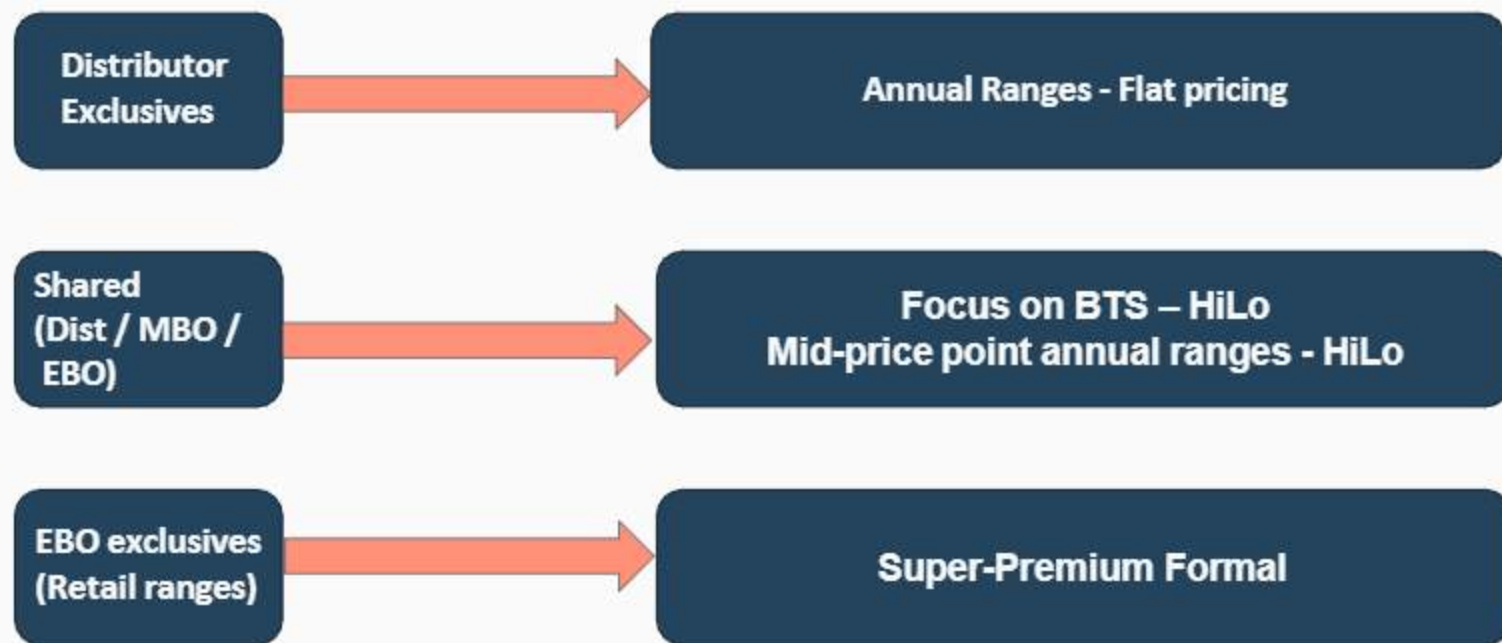 Distributor
Exclusives
Annual Ranges - Flat pricing
Shared
(Dist / MBO /
EBO)
Focus on BTS – HiLo
Mid-price point annual ranges - HiLo
EBO exclusives
(Retail ranges)
Super-Premium Formal